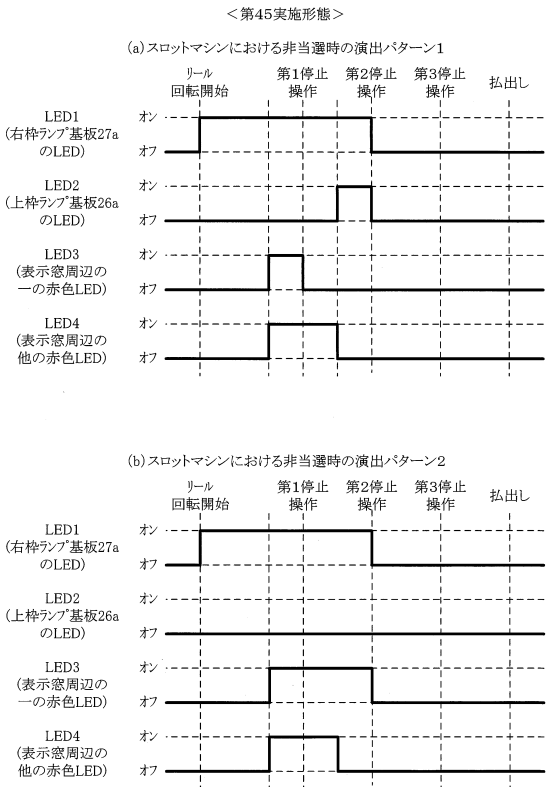 ＜第45実施形態＞
(a)スロットマシンにおける非当選時の演出パターン1
リール
回転開始
第1停止
操作
第2停止
操作
第3停止
操作
払出し
LED1
(右枠ランプ基板27a
のLED)
オン
オフ
LED2
(上枠ランプ基板26a
のLED)
オン
オフ
LED3
(表示窓周辺の
一の赤色LED)
オン
オフ
LED4
(表示窓周辺の
他の赤色LED)
オン
オフ
(b)スロットマシンにおける非当選時の演出パターン2
リール
回転開始
第1停止
操作
第2停止
操作
第3停止
操作
払出し
LED1
(右枠ランプ基板27a
のLED)
オン
オフ
LED2
(上枠ランプ基板26a
のLED)
オン
オフ
LED3
(表示窓周辺の
一の赤色LED)
オン
オフ
LED4
(表示窓周辺の
他の赤色LED)
オン
オフ